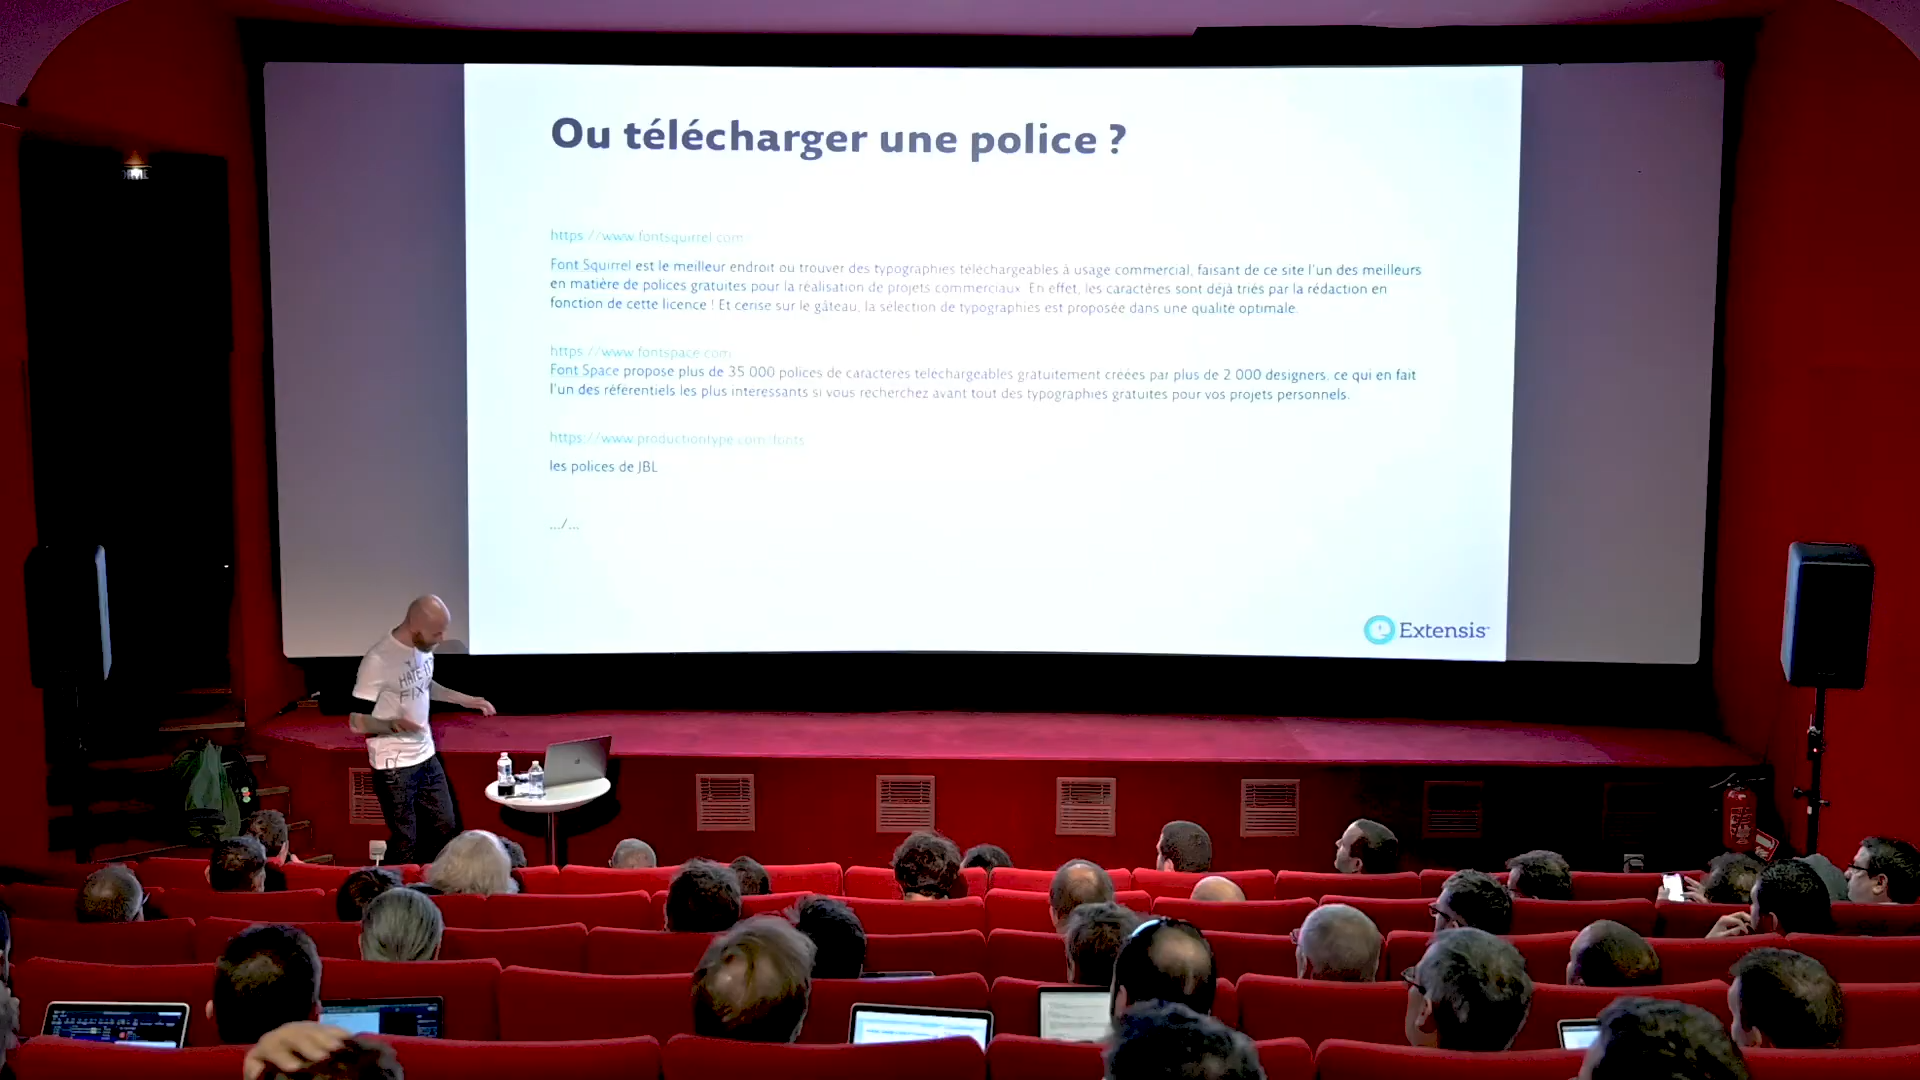 Ou télécharger une police ?
https://www.fontsquirrel.com/
Font Squirrel est le meilleur endroit ou trouver des typographies téléchargeables à usage commercial, faisant de ce site l'un des meilleurs
en matière de polices gratuites pour la réalisation de projets commerciaux. En effet, les caractères sont déjà triés par la rédaction en
fonction de cette licence ! Et cerise sur le gâteau, la sélection de typographies est proposée dans une qualité optimale.
https://www.fontspace.com
Font Space propose plus de 35 000 polices de caractères téléchargeables gratuitement créées par plus de 2 000 designers, ce qui en fait
l'un des référentiels les plus interessants si vous recherchez avant tout des typographies gratuites pour vos projets personnels.
https://www.productiontype.com/fonts
les polices de JBL
.../...
Extensis
HATE
FIX